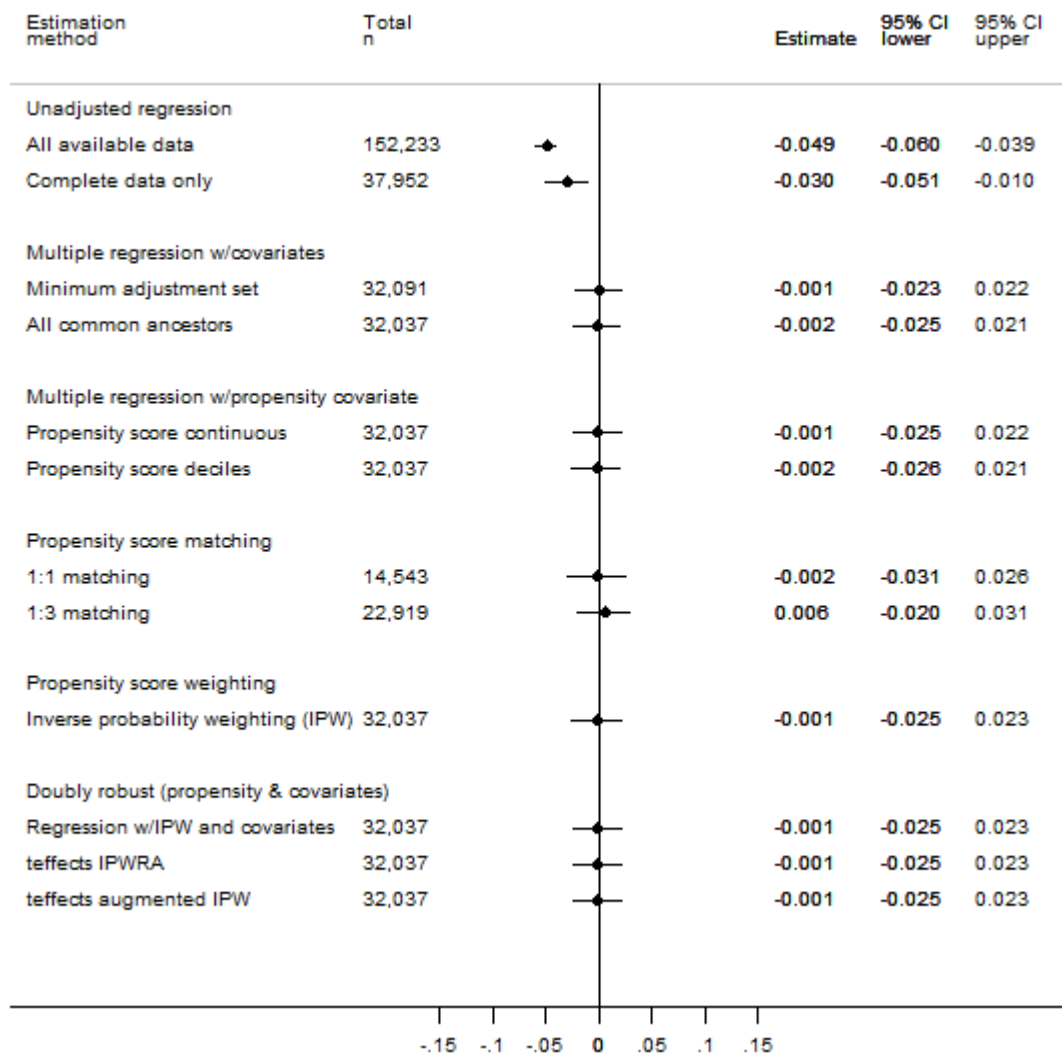 Estimation method Total n Estimate 95% CI lower 95% CI upper
Unadjusted regression
All available data 152,233 -0.049 -0.060 -0.039
Complete data only 37,952 -0.030 -0.051 -0.010
Multiple regression w/covariates
Minimum adjustment set 32,091 -0.001 -0.023 0.022
All common ancestors 32,037 -0.002 -0.025 0.021
Multiple regression w/propensity covariate
Propensity score continuous 32,037 -0.001 -0.025 0.022
Propensity score deciles 32,037 -0.002 -0.026 0.021
Propensity score matching
1:1 matching 14,543 -0.002 -0.031 0.026
1:3 matching 22,919 0.006 -0.020 0.031
Propensity score weighting
Inverse probability weighting (IPW) 32,037 -0.001 -0.025 0.023
Doubly robust (propensity & covariates)
Regression w/IPW and covariates 32,037 -0.001 -0.025 0.023
teffects IPWRA 32,037 -0.001 -0.025 0.023
teffects augmented IPW 32,037 -0.001 -0.025 0.023
-.15 -.1 -.05 0 .05 .1 .15